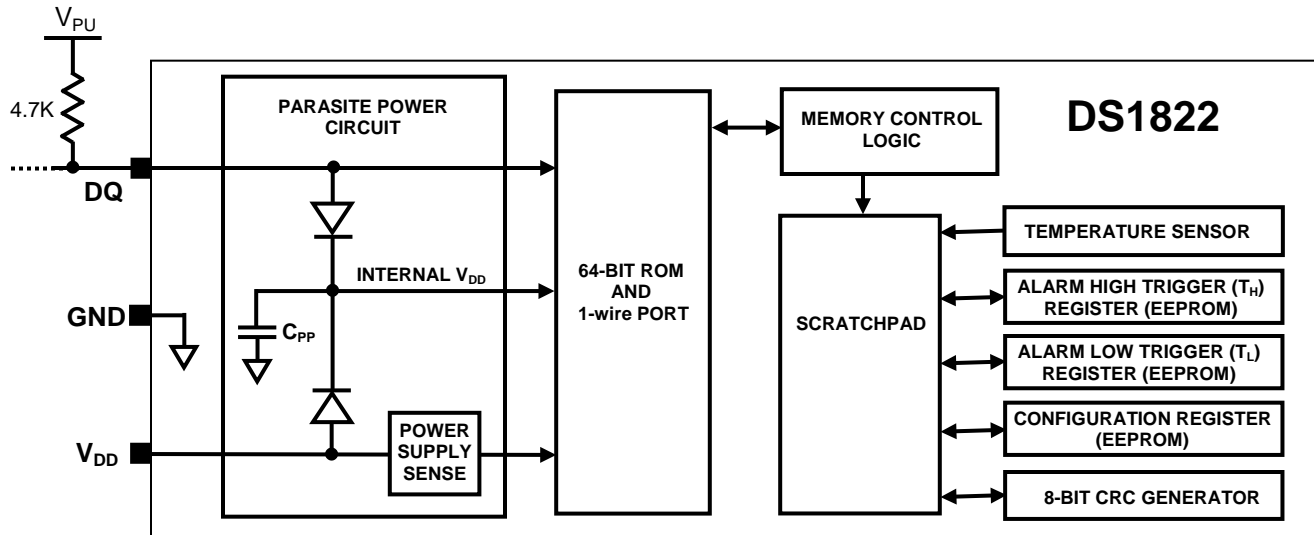 V_PU
4.7K
DQ
GND
V_DD
PARASITE POWER
CIRCUIT
INTERNAL V_DD
C_PP
POWER
SUPPLY
SENSE
64-BIT ROM
AND
1-wire PORT
MEMORY CONTROL
LOGIC
DS1822
SCRATCHPAD
TEMPERATURE SENSOR
ALARM HIGH TRIGGER (T_H)
REGISTER (EEPROM)
ALARM LOW TRIGGER (T_L)
REGISTER (EEPROM)
CONFIGURATION REGISTER
(EEPROM)
8-BIT CRC GENERATOR